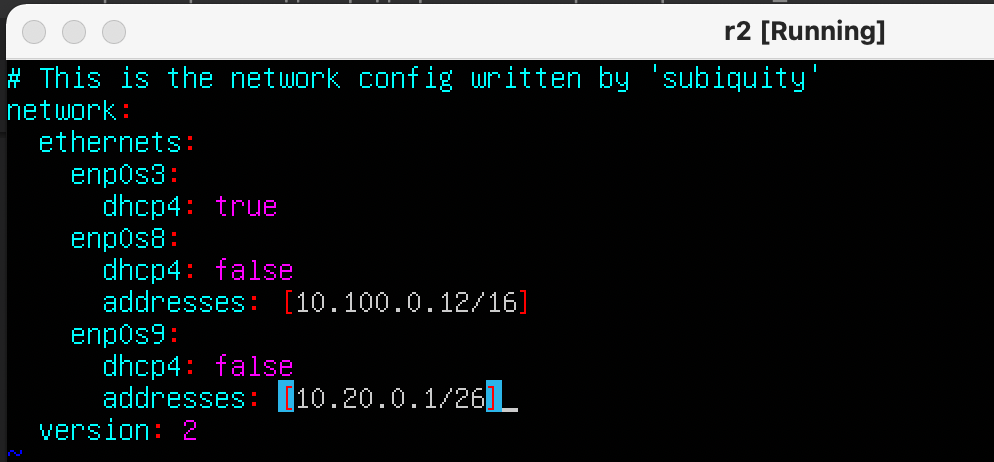 r2 [Running]
# This is the network config written by 'subiquity'
network:
  ethernets:
    enp0s3:
      dhcp4: true
    enp0s8:
      dhcp4: false
      addresses: [10.100.0.12/16]
    enp0s9:
      dhcp4: false
      addresses: [10.20.0.1/26]
  version: 2
~